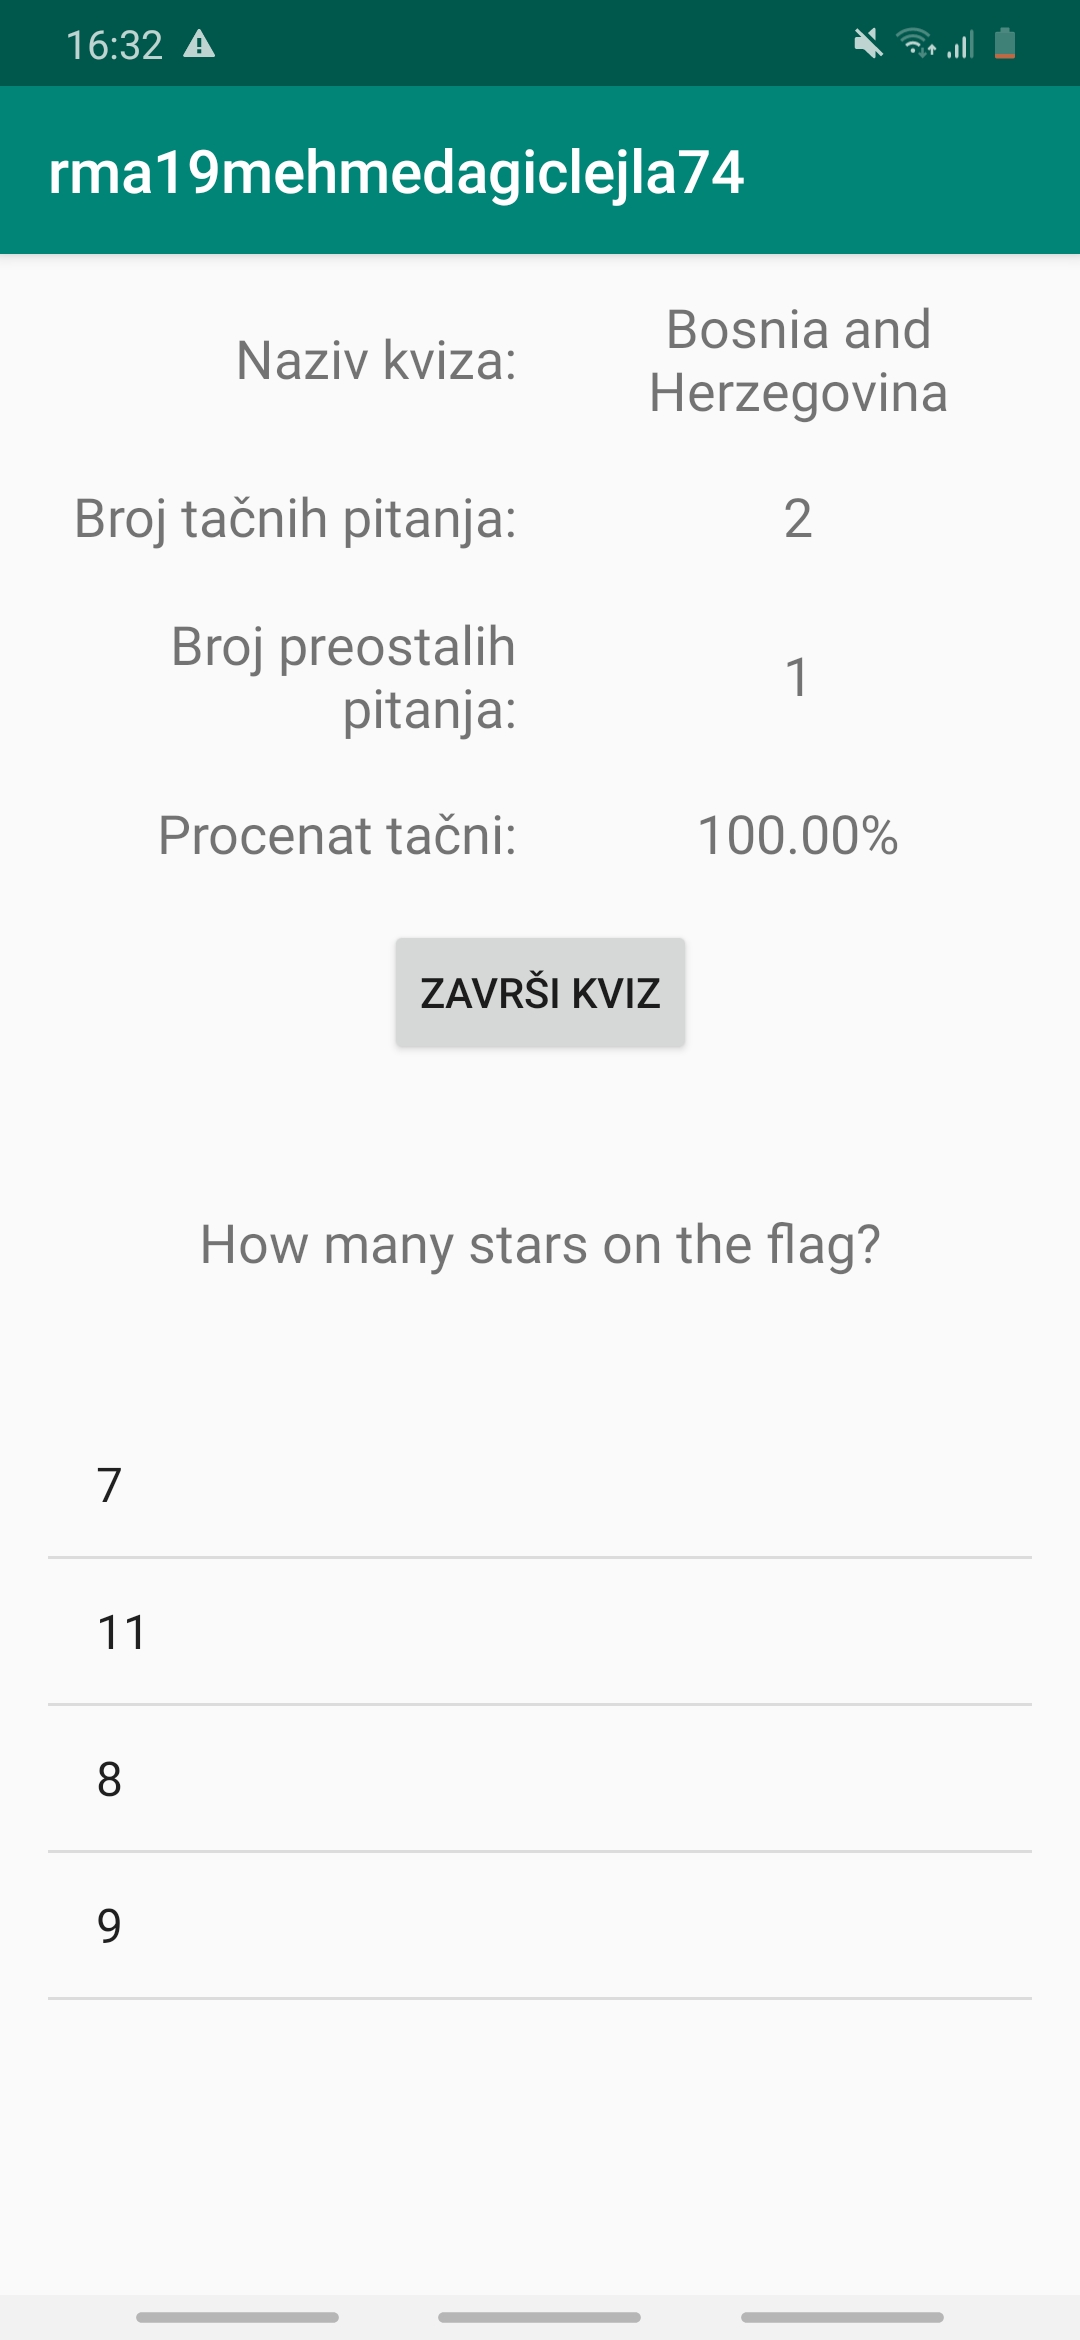 16:32
rma19mehmedagiclejla74
Naziv kviza:
Bosnia and
Herzegovina
Broj tačnih pitanja:
2
Broj preostalih
pitanja:
1
Procenat tačni:
100.00%
ZAVRŠI KVIZ
How many stars on the flag?
7
11
8
9